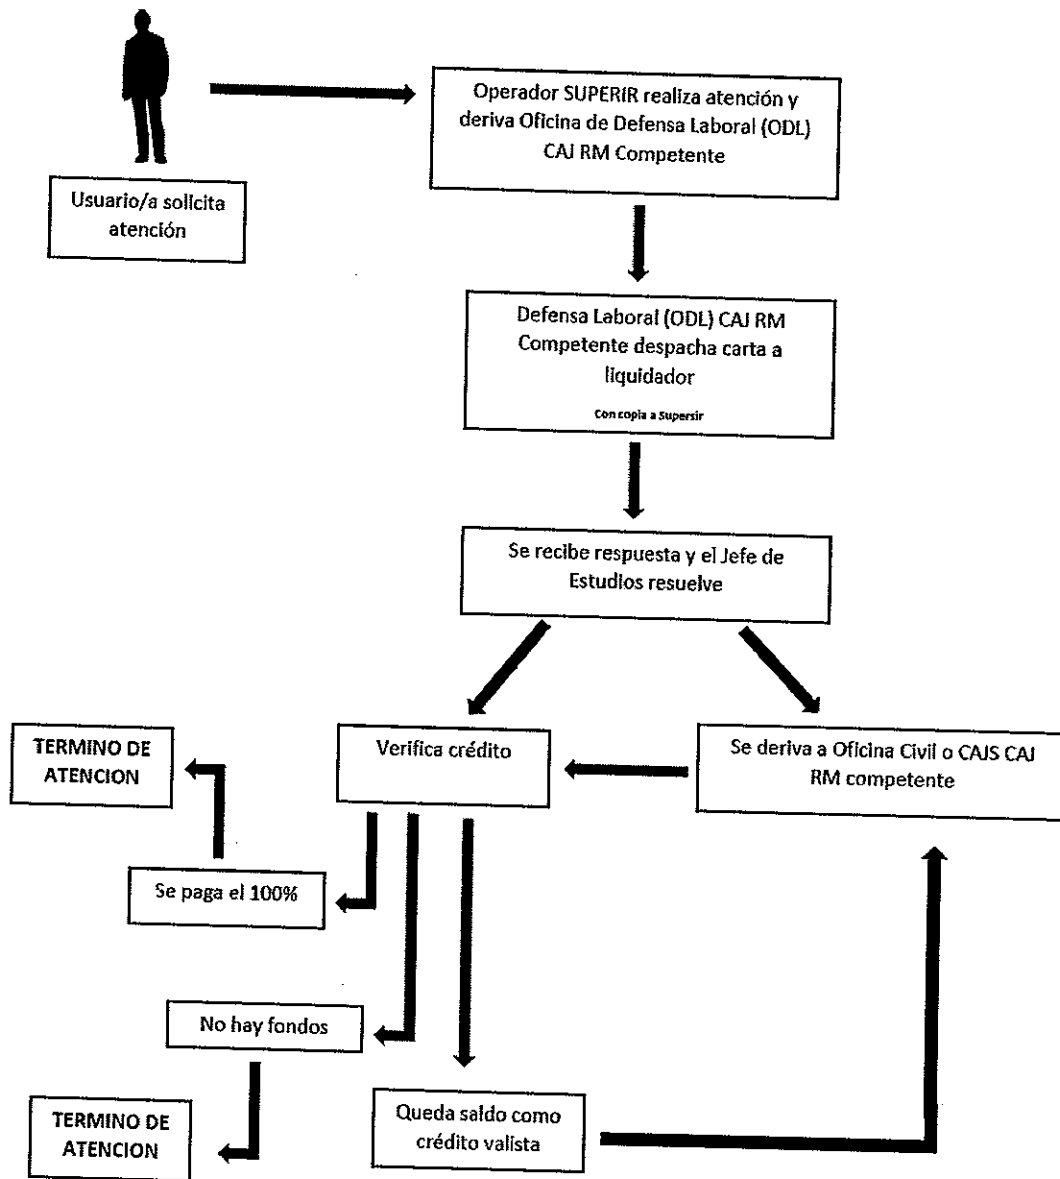 Operador SUPERIR realiza atención y
deriva Oficina de Defensa Laboral (ODL)
CAJ RM Competente
Usuario/a solicita
atención
Defensa Laboral (ODL) CAJ RM
Competente despacha carta a
liquidador
Con copia a Supersir
Se recibe respuesta y el Jefe de
Estudios resuelve
TERMINO DE
ATENCION
Verifica crédito
Se deriva a Oficina Civil o CAJS CAJ
RM competente
Se paga el 100%
No hay fondos
TERMINO DE
ATENCION
Queda saldo como
crédito valista